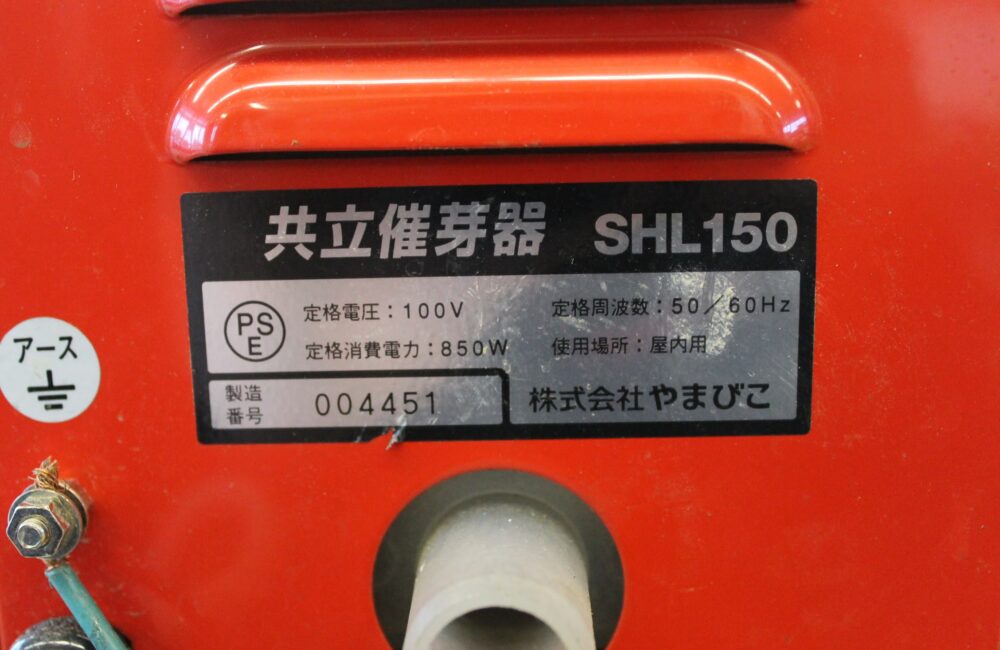 共立催芽器 SHL150
PS
E
定格電圧：100V 定格周波数：50／60Hz
定格消費電力：850W 使用場所：屋内用
製造
番号
004451
株式会社やまびこ
アース